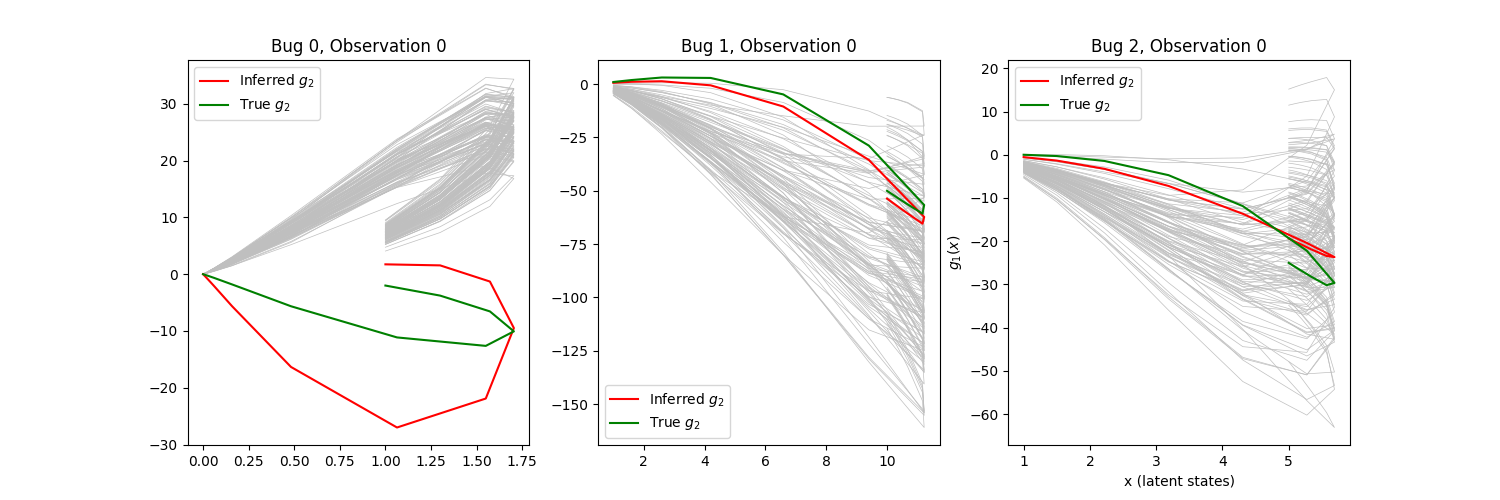 Bug 0, Observation 0
Inferred g₂
True g₂
30
20
10
0
−10
−20
−30
0.00 0.25 0.50 0.75 1.00 1.25 1.50 1.75
Bug 1, Observation 0
0
−25
−50
−75
−100
−125
−150
Inferred g₂
True g₂
2 4 6 8 10
Bug 2, Observation 0
Inferred g₂
True g₂
g₁(x)
20
10
0
−10
−20
−30
−40
−50
−60
1 2 3 4 5
x (latent states)